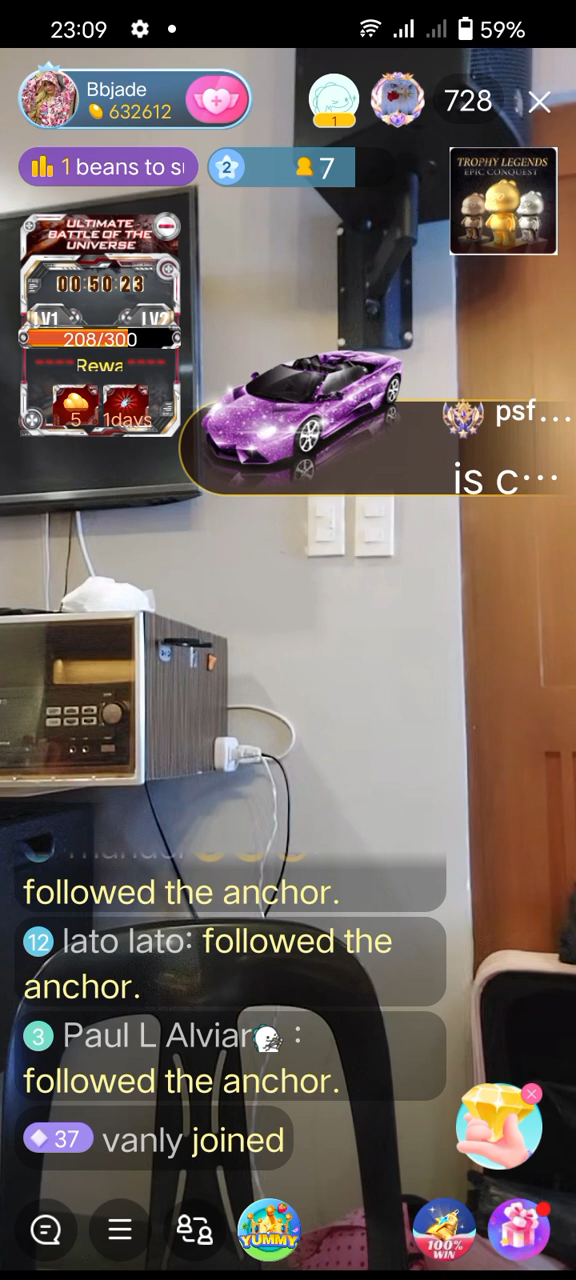 23:09
59%
Bbjade
632612
1
728
1 beans to s
2
7
TROPHY LEGENDS
EPIC CONQUEST
ULTIMATE
BATTLE OF THE
UNIVERSE
00:50:23
LV1
LV2
208/300
Rewa
5
1days
psf...
is c...
followed the anchor.
12 lato lato: followed the
anchor.
3 Paul L Alviar :
followed the anchor.
37 vanly joined
YUMMY
100%
WIN